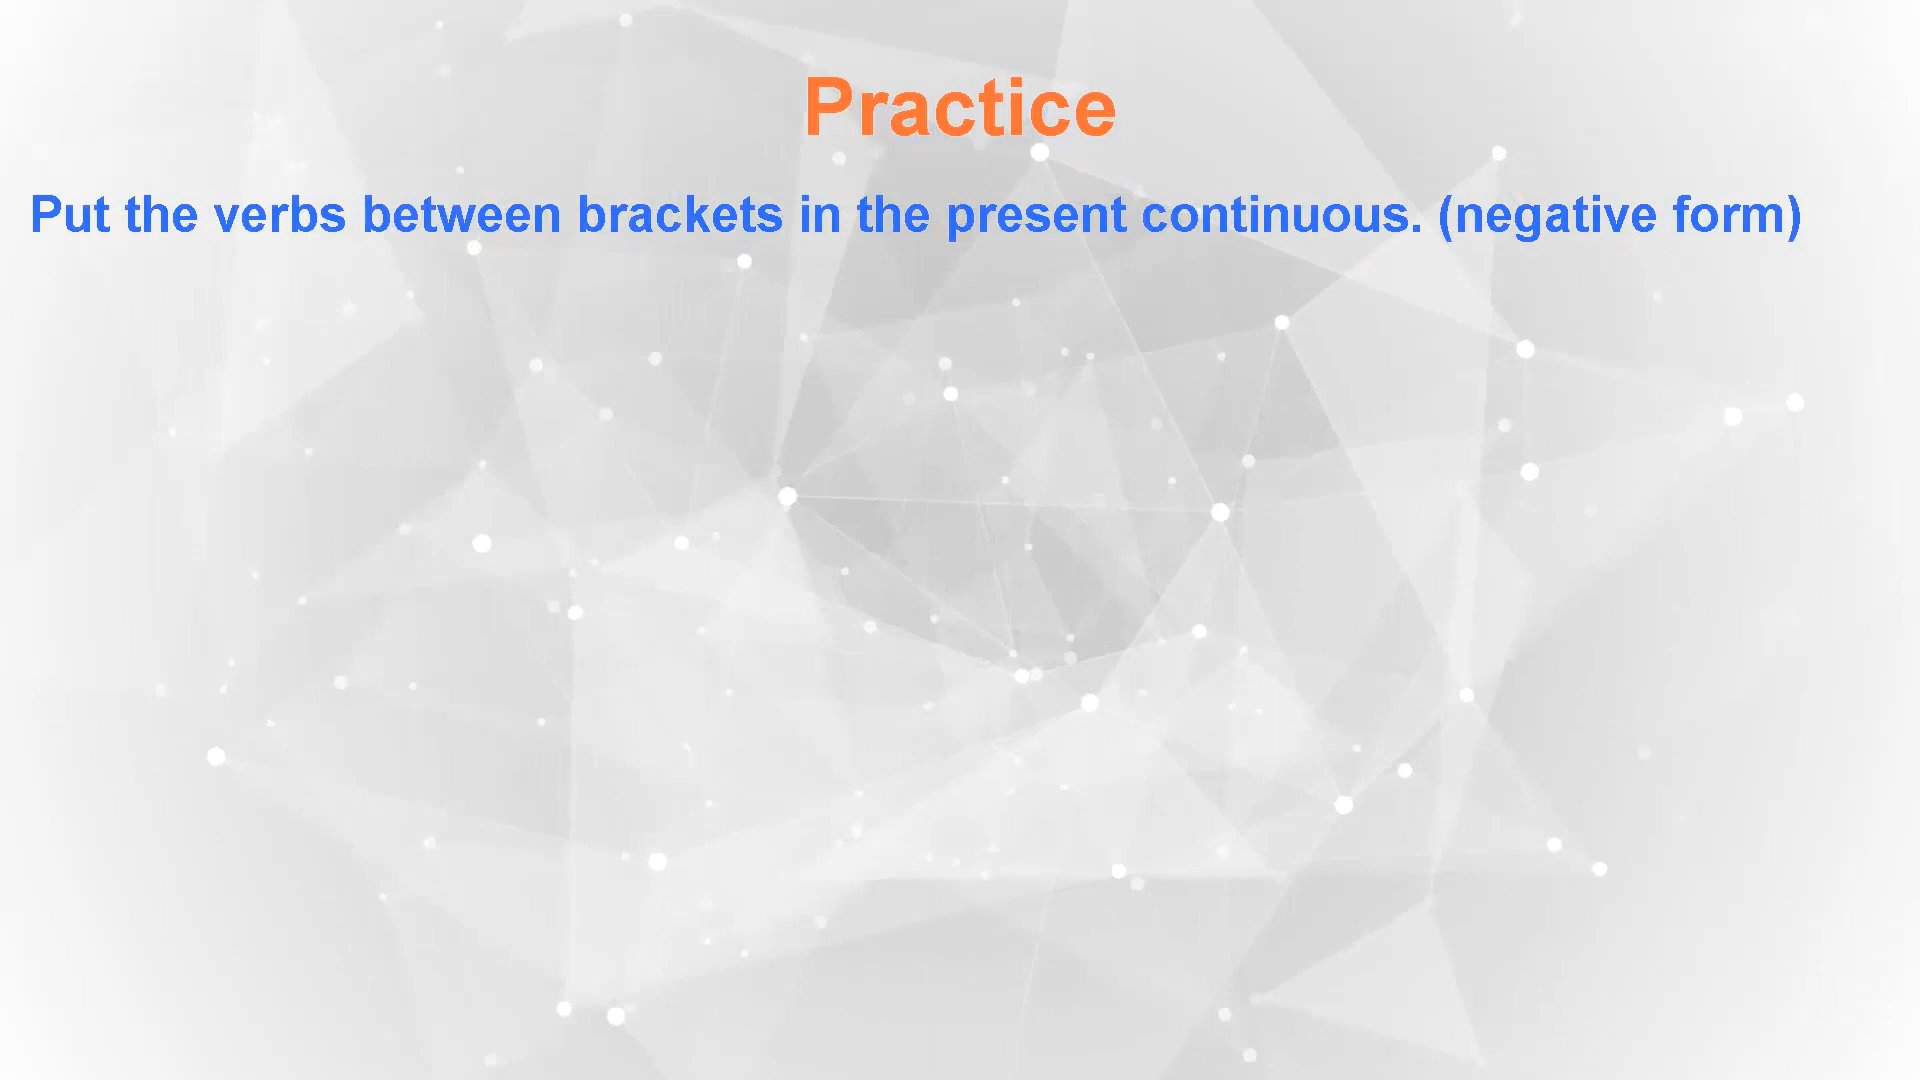 Practice
Put the verbs between brackets in the present continuous. (negative form)